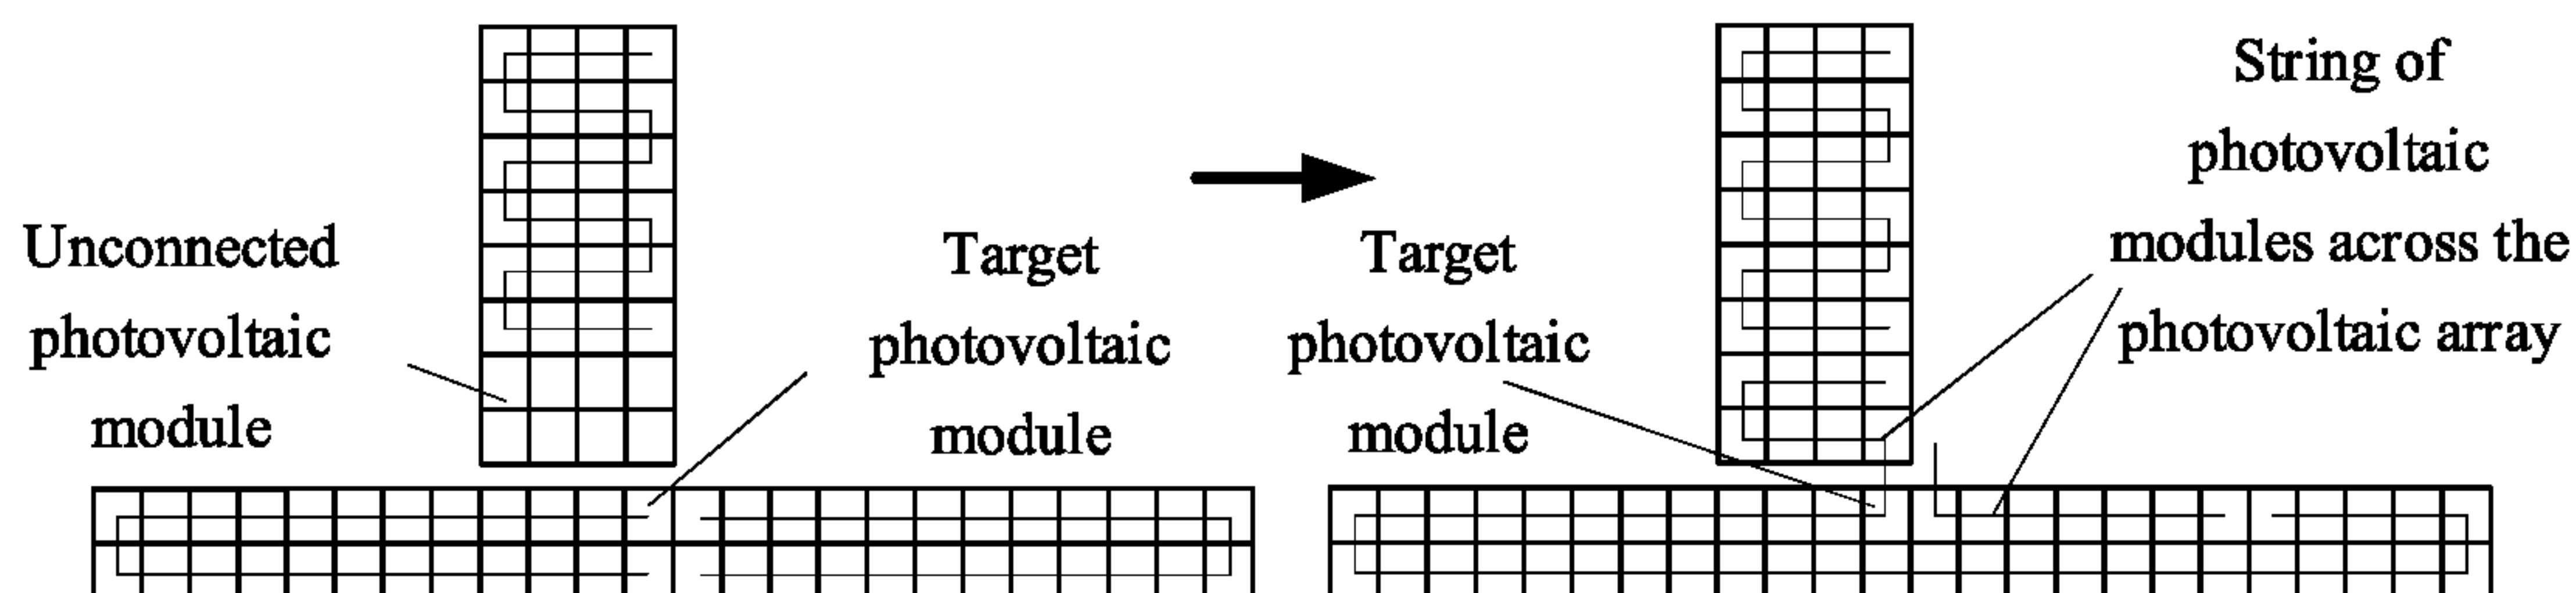 Unconnected
photovoltaic
module
Target
photovoltaic
module
Target
photovoltaic
module
String of
photovoltaic
modules across the
photovoltaic array